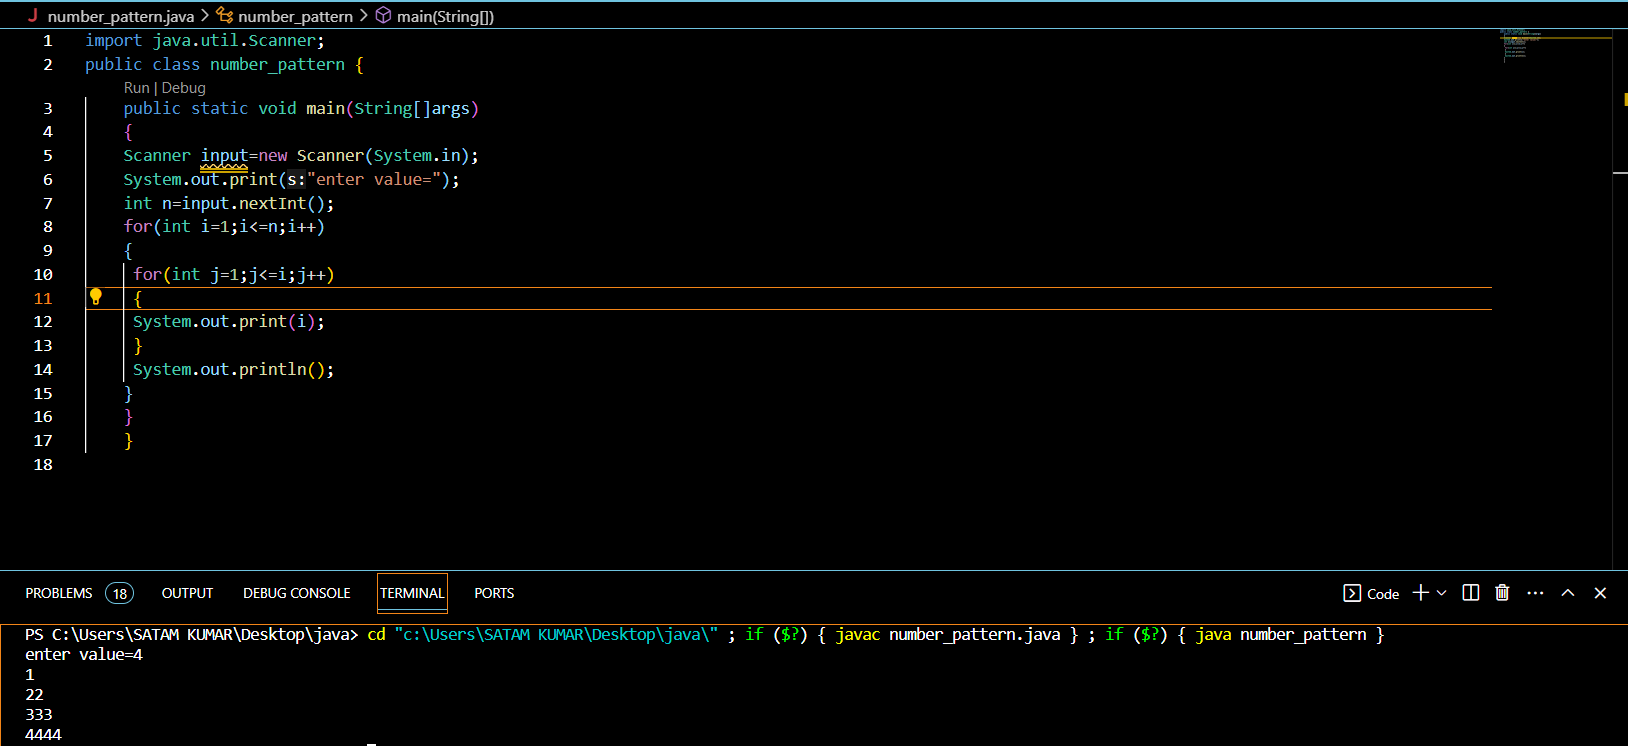 J number_pattern.java > number_pattern > main(String[])
1 import java.util.Scanner;
2 public class number_pattern {
Run | Debug
3 public static void main(String[]args)
4 {
5 Scanner input=new Scanner(System.in);
6 System.out.print(s:"enter value=");
7 int n=input.nextInt();
8 for(int i=1;i<=n;i++)
9 {
10 for(int j=1;j<=i;j++)
11 {
12 System.out.print(i);
13 }
14 System.out.println();
15 }
16 }
17 }
18
PROBLEMS 18 OUTPUT DEBUG CONSOLE TERMINAL PORTS Code
PS C:\Users\SATAM KUMAR\Desktop\java> cd "c:\Users\SATAM KUMAR\Desktop\java\" ; if ($?) { javac number_pattern.java } ; if ($?) { java number_pattern }
enter value=4
1
22
333
4444